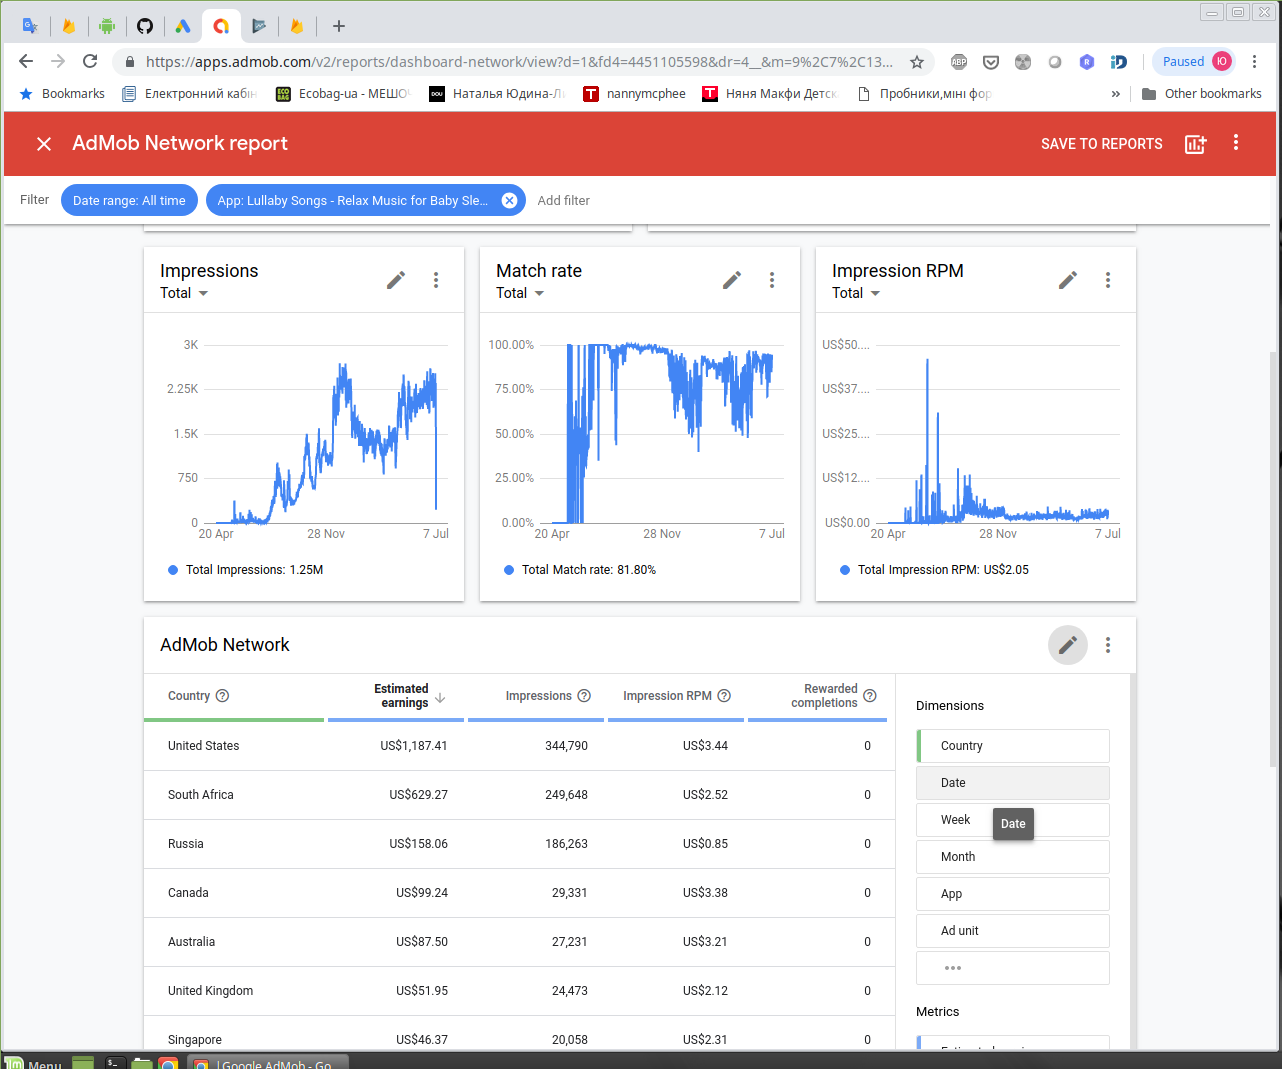 https://apps.admob.com/v2/reports/dashboard-network/view?d=1&fd4=4451105598&dr=4__&m=9%2C7%2C13...
ABP
R
Paused
Ю
Bookmarks
Електронний кабін
ECO BAG
Ecobag-ua - МЕШО
DOU
Наталья Юдина-Л
T
nannymcphee
T
Няня Макфи Детск
Пробники,міні фор
»
Other bookmarks
AdMob Network report
SAVE TO REPORTS
Filter
Date range: All time
App: Lullaby Songs - Relax Music for Baby Sle...
Add filter
Impressions
Total
3K
2.25K
1.5K
750
0
20 Apr
28 Nov
7 Jul
Total Impressions: 1.25M
Match rate
Total
100.00%
75.00%
50.00%
25.00%
0.00%
20 Apr
28 Nov
7 Jul
Total Match rate: 81.80%
Impression RPM
Total
US$50....
US$37....
US$25....
US$12....
US$0.00
20 Apr
28 Nov
7 Jul
Total Impression RPM: US$2.05
AdMob Network
Country
Estimated earnings
Impressions
Impression RPM
Rewarded completions
United States US$1,187.41 344,790 US$3.44 0
South Africa US$629.27 249,648 US$2.52 0
Russia US$158.06 186,263 US$0.85 0
Canada US$99.24 29,331 US$3.38 0
Australia US$87.50 27,231 US$3.21 0
United Kingdom US$51.95 24,473 US$2.12 0
Singapore US$46.37 20,058 US$2.31 0
Dimensions
Country
Date
Week
Date
Month
App
Ad unit
Metrics
Menu
Google AdMob - Go